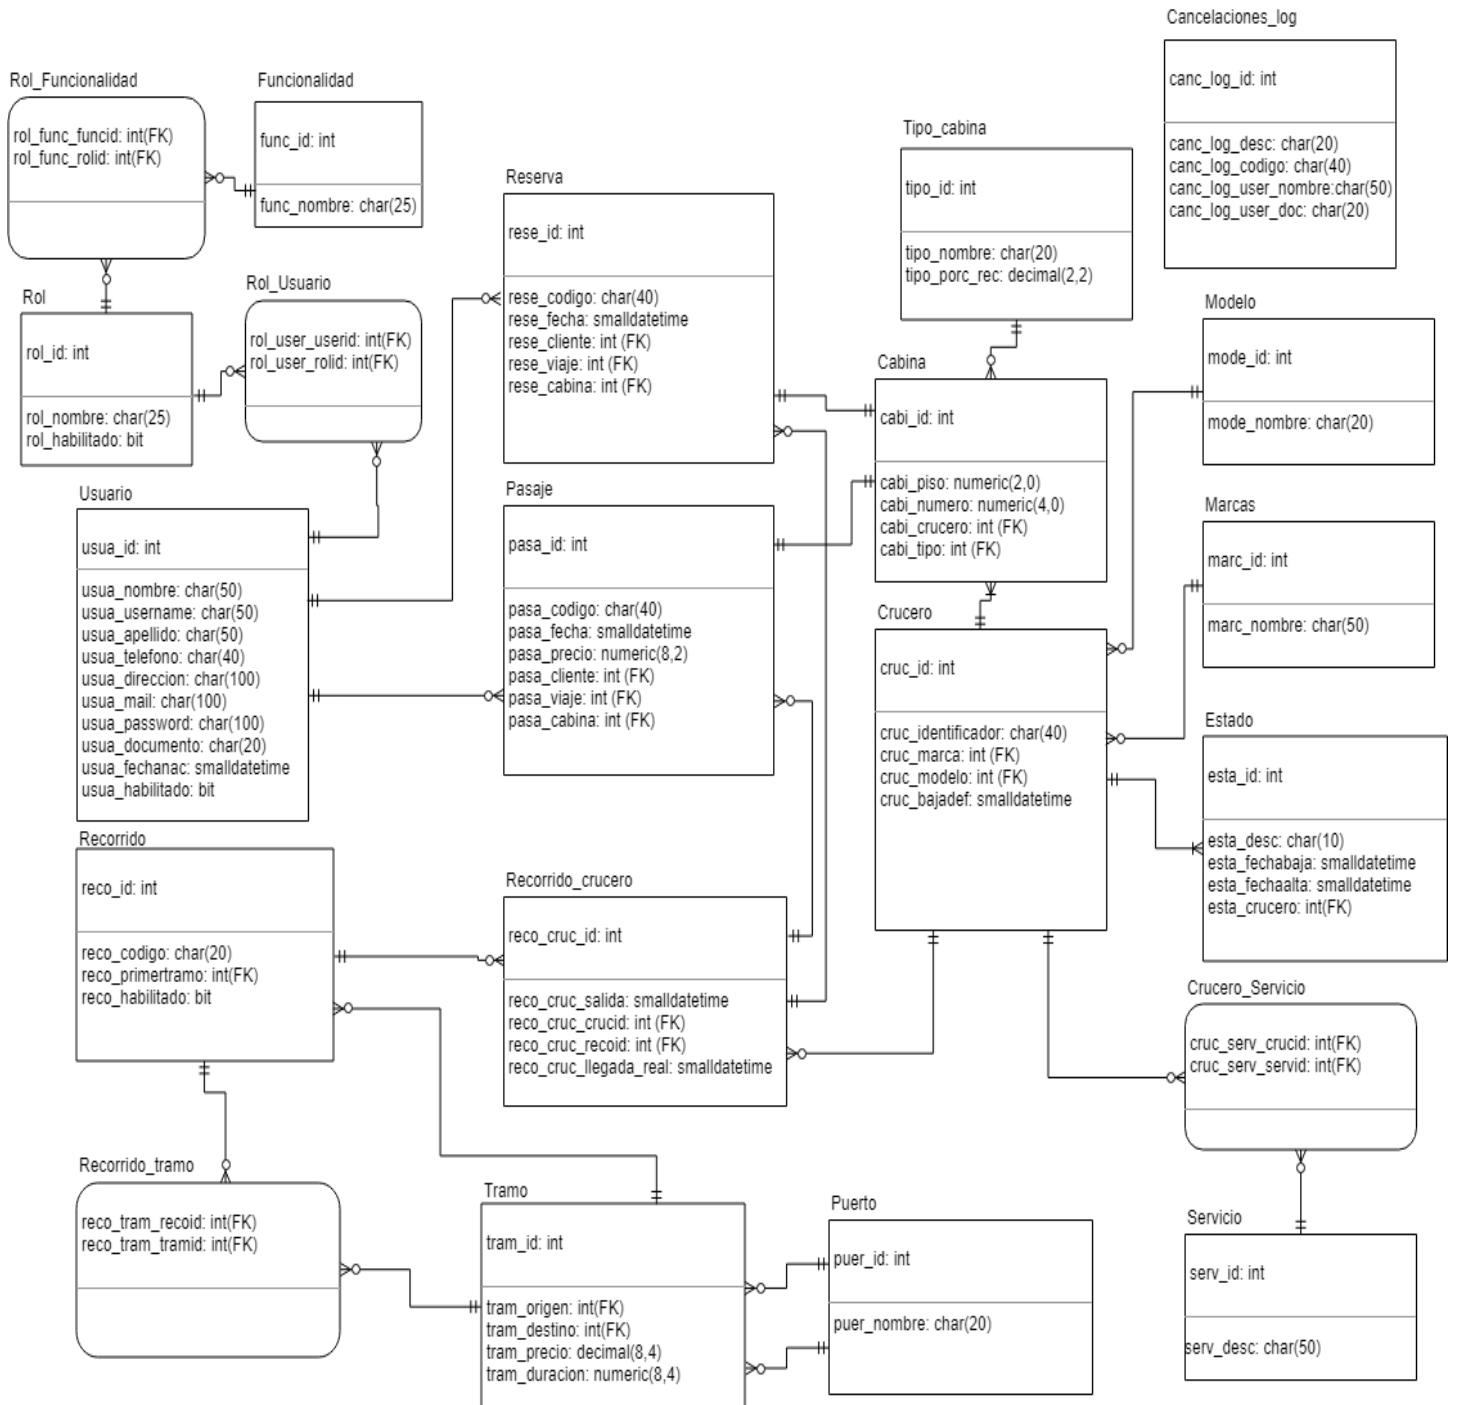 Cancelaciones_log
canc_log_id: int
canc_log_desc: char(20)
canc_log_codigo: char(40)
canc_log_user_nombre:char(50)
canc_log_user_doc: char(20)
Rol_Funcionalidad
rol_func_funcid: int(FK)
rol_func_rolid: int(FK)
Funcionalidad
func_id: int
func_nombre: char(25)
Tipo_cabina
tipo_id: int
tipo_nombre: char(20)
tipo_porc_rec: decimal(2,2)
Reserva
rese_id: int
rese_codigo: char(40)
rese_fecha: smalldatetime
rese_cliente: int (FK)
rese_viaje: int (FK)
rese_cabina: int (FK)
Rol
rol_id: int
rol_nombre: char(25)
rol_habilitado: bit
Rol_Usuario
rol_user_userid: int(FK)
rol_user_rolid: int(FK)
Modelo
mode_id: int
mode_nombre: char(20)
Cabina
cabi_id: int
cabi_piso: numeric(2,0)
cabi_numero: numeric(4,0)
cabi_crucero: int (FK)
cabi_tipo: int (FK)
Usuario
usua_id: int
usua_nombre: char(50)
usua_username: char(50)
usua_apellido: char(50)
usua_telefono: char(40)
usua_direccion: char(100)
usua_mail: char(100)
usua_password: char(100)
usua_documento: char(20)
usua_fechanac: smalldatetime
usua_habilitado: bit
Pasaje
pasa_id: int
pasa_codigo: char(40)
pasa_fecha: smalldatetime
pasa_precio: numeric(8,2)
pasa_cliente: int (FK)
pasa_viaje: int (FK)
pasa_cabina: int (FK)
Marcas
marc_id: int
marc_nombre: char(50)
Crucero
cruc_id: int
cruc_identificador: char(40)
cruc_marca: int (FK)
cruc_modelo: int (FK)
cruc_bajadef: smalldatetime
Estado
esta_id: int
esta_desc: char(10)
esta_fechabaja: smalldatetime
esta_fechaalta: smalldatetime
esta_crucero: int(FK)
Recorrido
reco_id: int
reco_codigo: char(20)
reco_primertramo: int(FK)
reco_habilitado: bit
Recorrido_crucero
reco_cruc_id: int
reco_cruc_salida: smalldatetime
reco_cruc_crucid: int (FK)
reco_cruc_recoid: int (FK)
reco_cruc_llegada_real: smalldatetime
Crucero_Servicio
cruc_serv_crucid: int(FK)
cruc_serv_servid: int(FK)
Recorrido_tramo
reco_tram_recoid: int(FK)
reco_tram_tramid: int(FK)
Tramo
tram_id: int
tram_origen: int(FK)
tram_destino: int(FK)
tram_precio: decimal(8,4)
tram_duracion: numeric(8,4)
Puerto
puer_id: int
puer_nombre: char(20)
Servicio
serv_id: int
serv_desc: char(50)